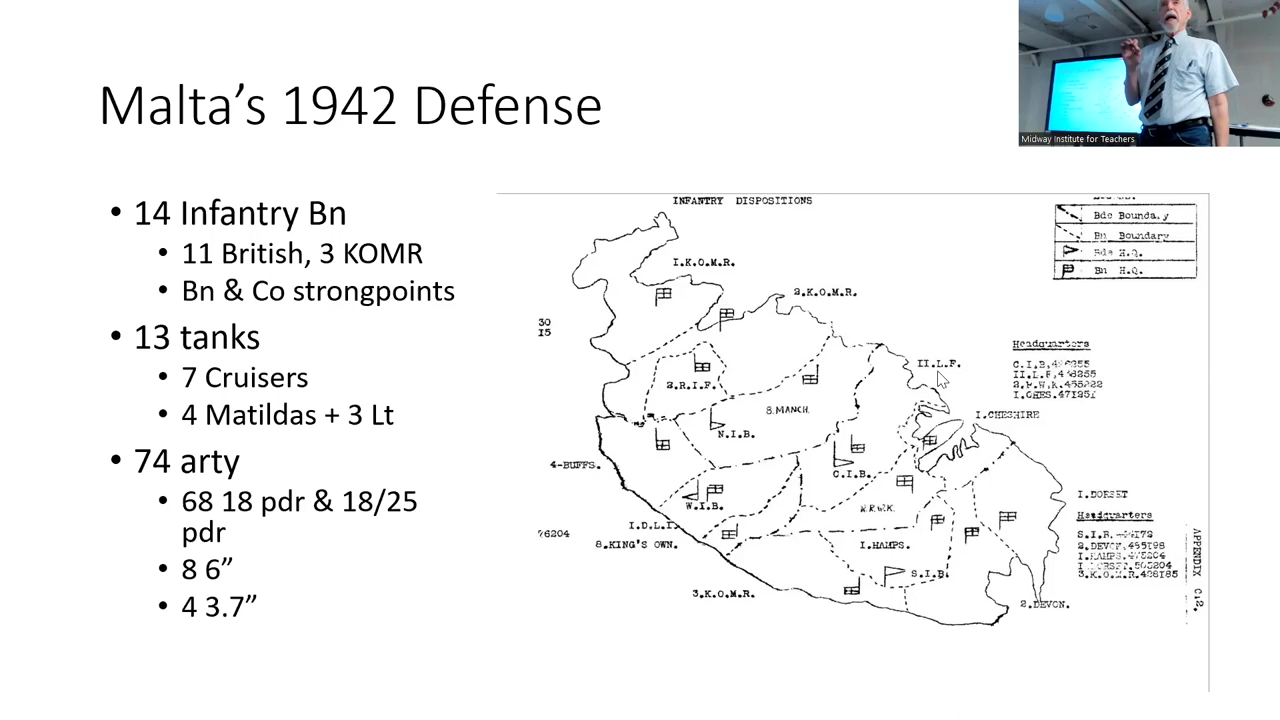 Malta’s 1942 Defense
Midway Institute for Teachers
• 14 Infantry Bn
• 11 British, 3 KOMR
• Bn & Co strongpoints
• 13 tanks
• 7 Cruisers
• 4 Matildas + 3 Lt
• 74 arty
• 68 18 pdr & 18/25
pdr
• 8 6”
• 4 3.7”
INFANTRY DISPOSITIONS
Bde Boundary
Bn Boundary
Bde H.Q.
Bn H.Q.
I.K.O.M.R.
2.K.O.M.R.
30
I5
Headquarters
II.L.F.
2.R.I.F.
8.MANCH.
I.CHESHIRE
N.I.B.
4-BUFFS.
C.I.B.
W.I.B.
I.DORSET
Headquarters
I.D.L.I.
76204
8.KING'S OWN.
I.HAMPS.
S.I.B.
3.K.O.M.R.
2.DEVON.
APPENDIX C.2.